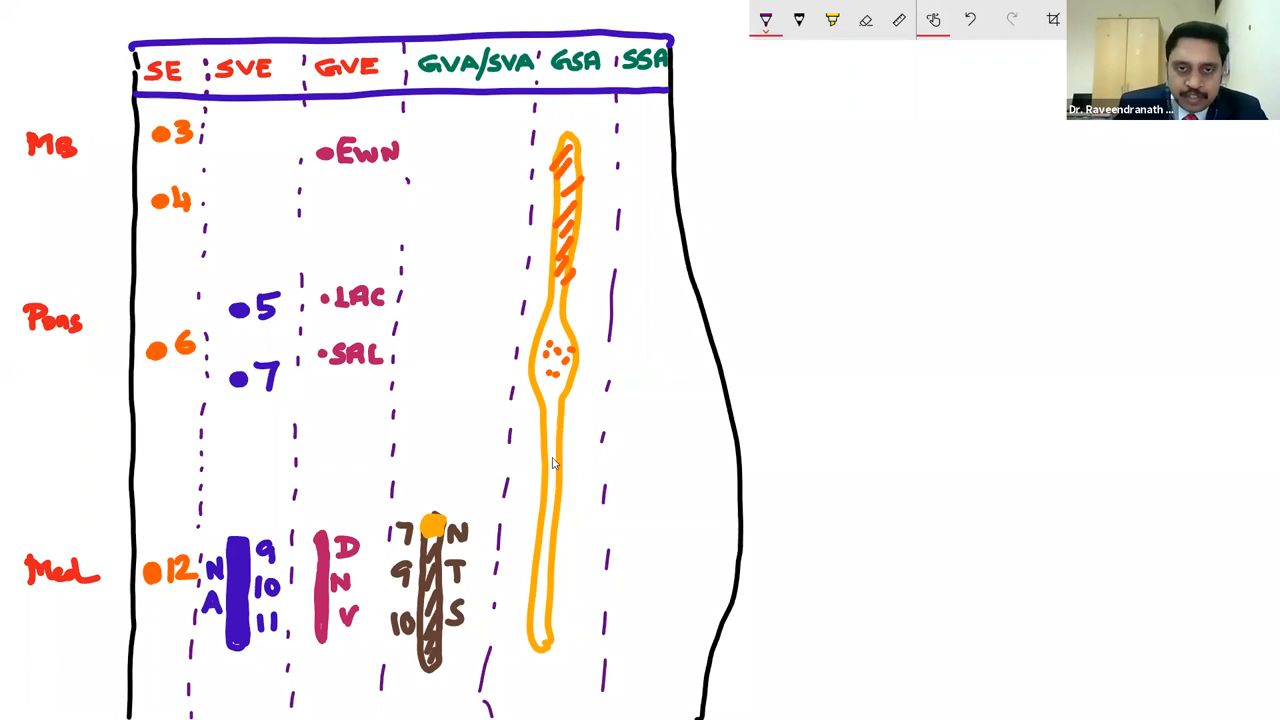 SE SVE GVE GVA/SVA GSA SSA
Dr. Raveendranath ...
MB 3 EWN
4
Pons 5 LAC
6 SAL
7
7 N
9 D
Med 12 N 10 N 9 T
A 11 V 10 S